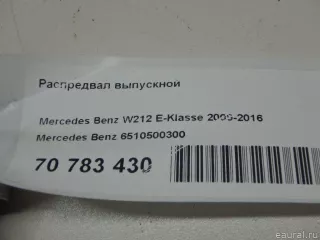 Распредвал выпускной
Mercedes Benz W212 E-Klasse 2009-2016
Mercedes Benz 6510500300
70 783 430
eaural.ru